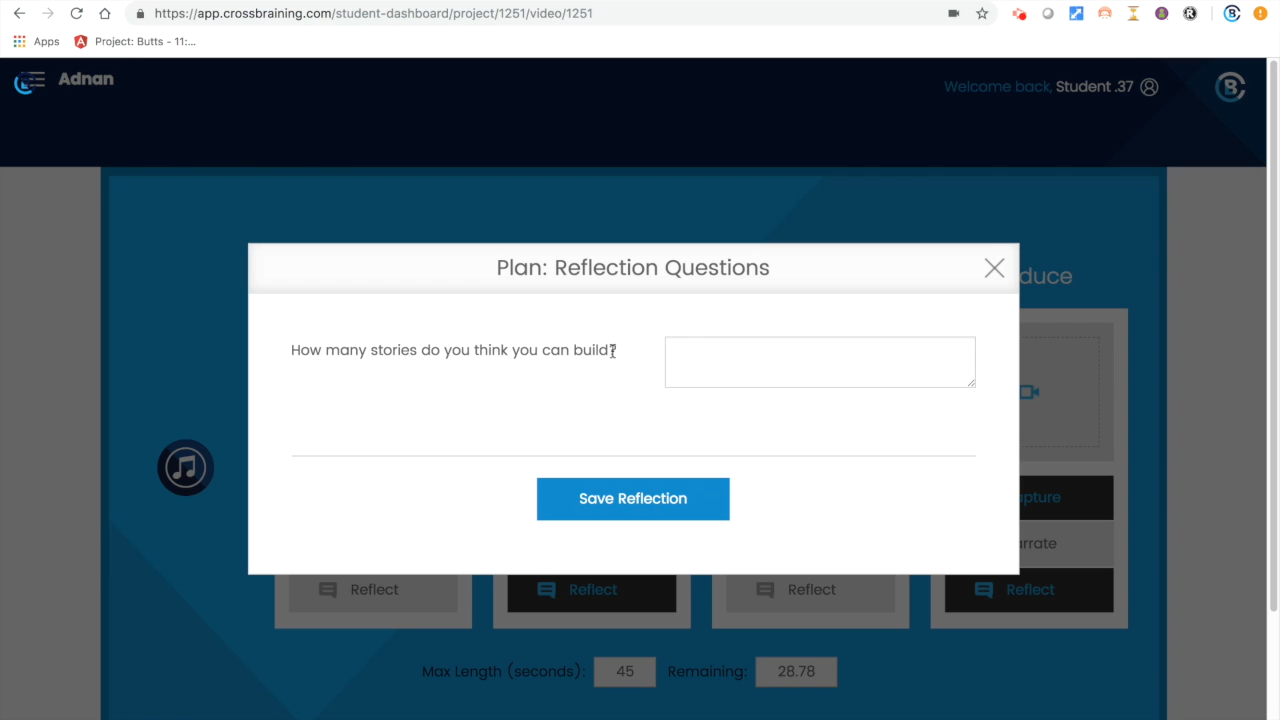 https://app.crossbraining.com/student-dashboard/project/1251/video/1251
Apps
Project: Butts - 11:...
Adnan
Welcome back, Student .37
Plan: Reflection Questions
duce
How many stories do you think you can build?
Save Reflection
pture
rrate
Reflect
Reflect
Reflect
Reflect
Max Length (seconds): 45 Remaining: 28.78